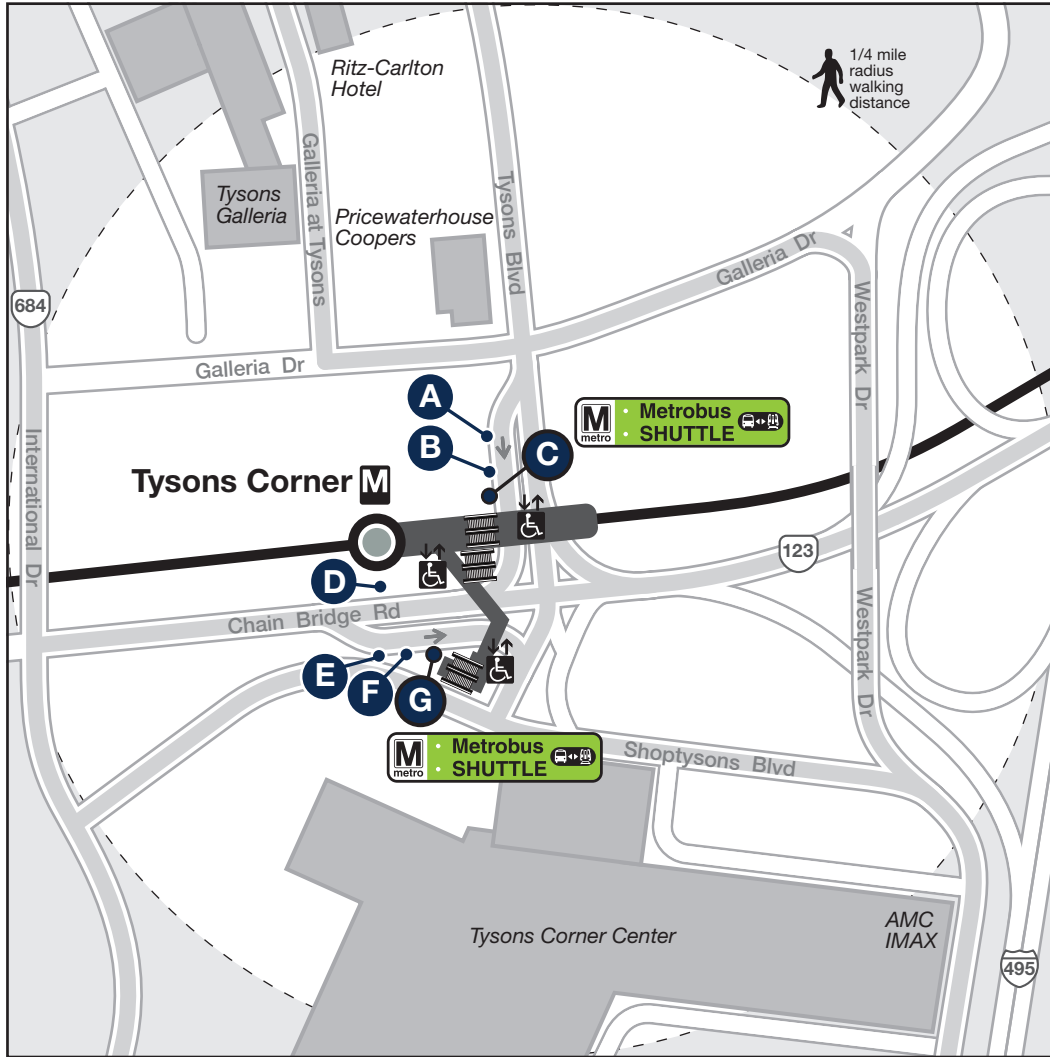 Ritz-Carlton
Hotel
1/4 mile
radius
walking
distance
Galleria at Tysons
Tysons Blvd
Tysons
Galleria
Pricewaterhouse
Coopers
Galleria Dr
684
Westpark Dr
Galleria Dr
A
M
metro
Metrobus
SHUTTLE
B
C
International Dr
Tysons Corner M
123
D
Chain Bridge Rd
Westpark Dr
E
F
G
M
metro
Metrobus
SHUTTLE
Shoptysons Blvd
Tysons Corner Center
AMC
IMAX
495